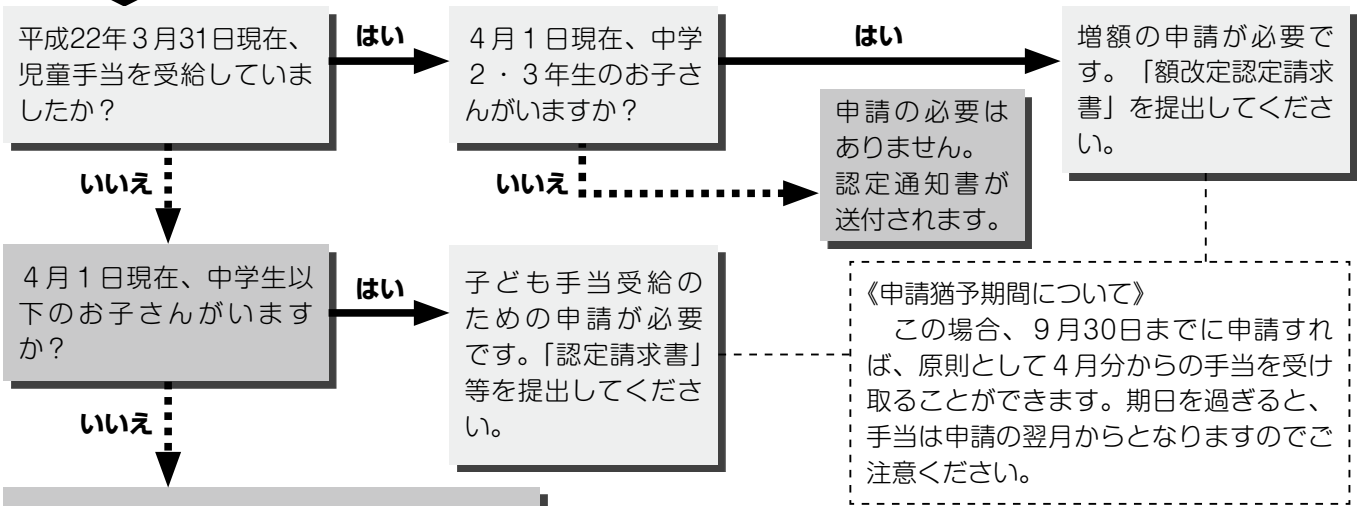 平成22年3月31日現在、
児童手当を受給していま
したか？
はい
4月1日現在、中学
2・3年生のお子さ
んがいますか？
はい
増額の申請が必要で
す。「額改定認定請求
書」を提出してくださ
い。
いいえ
いいえ
申請の必要は
ありません。
認定通知書が
送付されます。
4月1日現在、中学生以
下のお子さんがいます
か？
はい
子ども手当受給の
ための申請が必要
です。「認定請求書」
等を提出してくださ
い。
《申請猶予期間について》
この場合、9月30日までに申請すれ
ば、原則として4月分からの手当を受け
取ることができます。期日を過ぎると、
手当は申請の翌月からとなりますのでご
注意ください。
いいえ